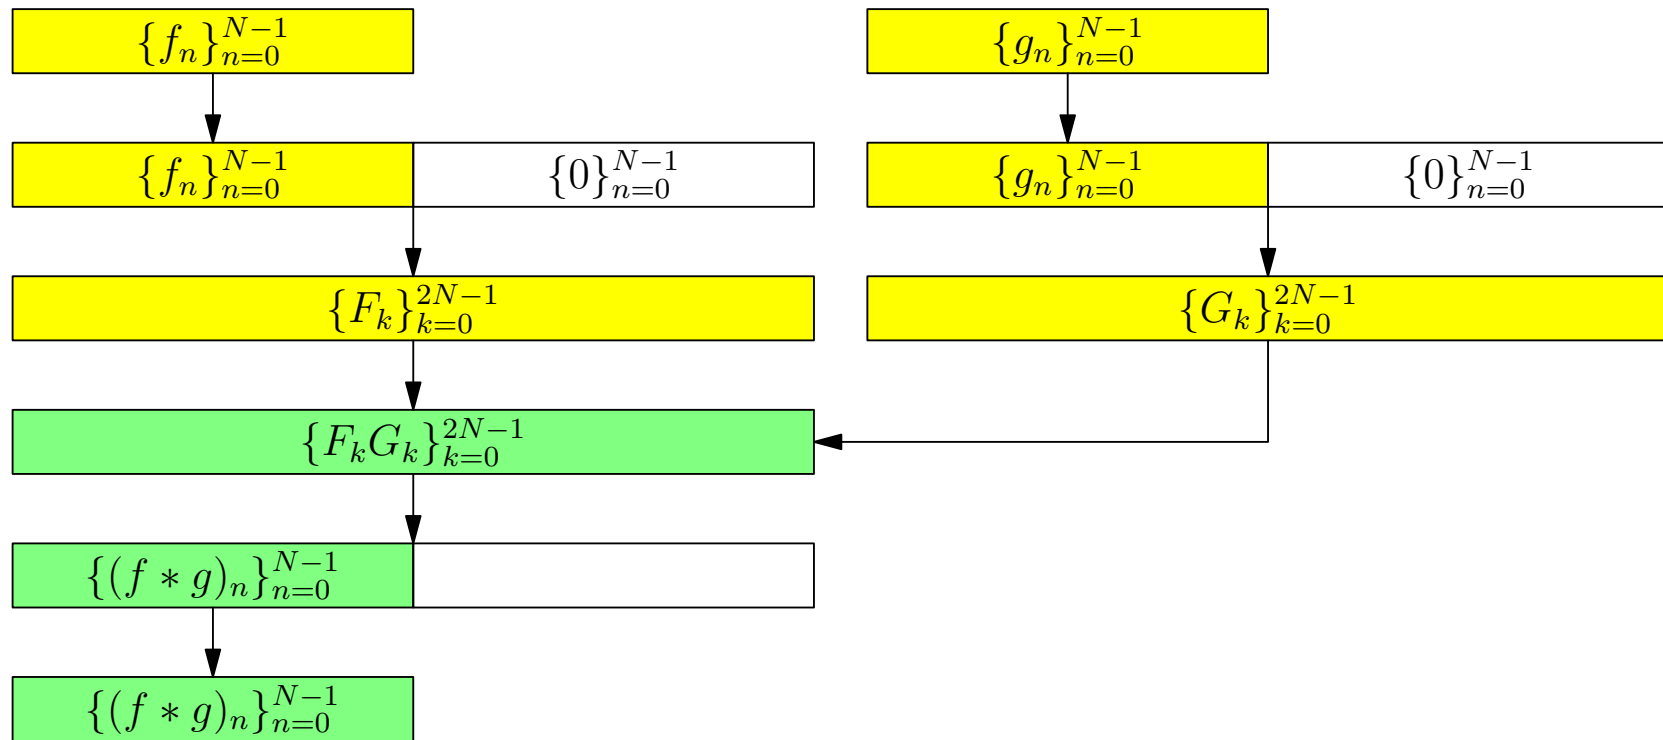 $\{f_n\}_{n=0}^{N-1}$ $\{g_n\}_{n=0}^{N-1}$
$\{f_n\}_{n=0}^{N-1}$ $\{0\}_{n=0}^{N-1}$ $\{g_n\}_{n=0}^{N-1}$ $\{0\}_{n=0}^{N-1}$
$\{F_k\}_{k=0}^{2N-1}$ $\{G_k\}_{k=0}^{2N-1}$
$\{F_k G_k\}_{k=0}^{2N-1}$
$\{(f * g)_n\}_{n=0}^{N-1}$
$\{(f * g)_n\}_{n=0}^{N-1}$